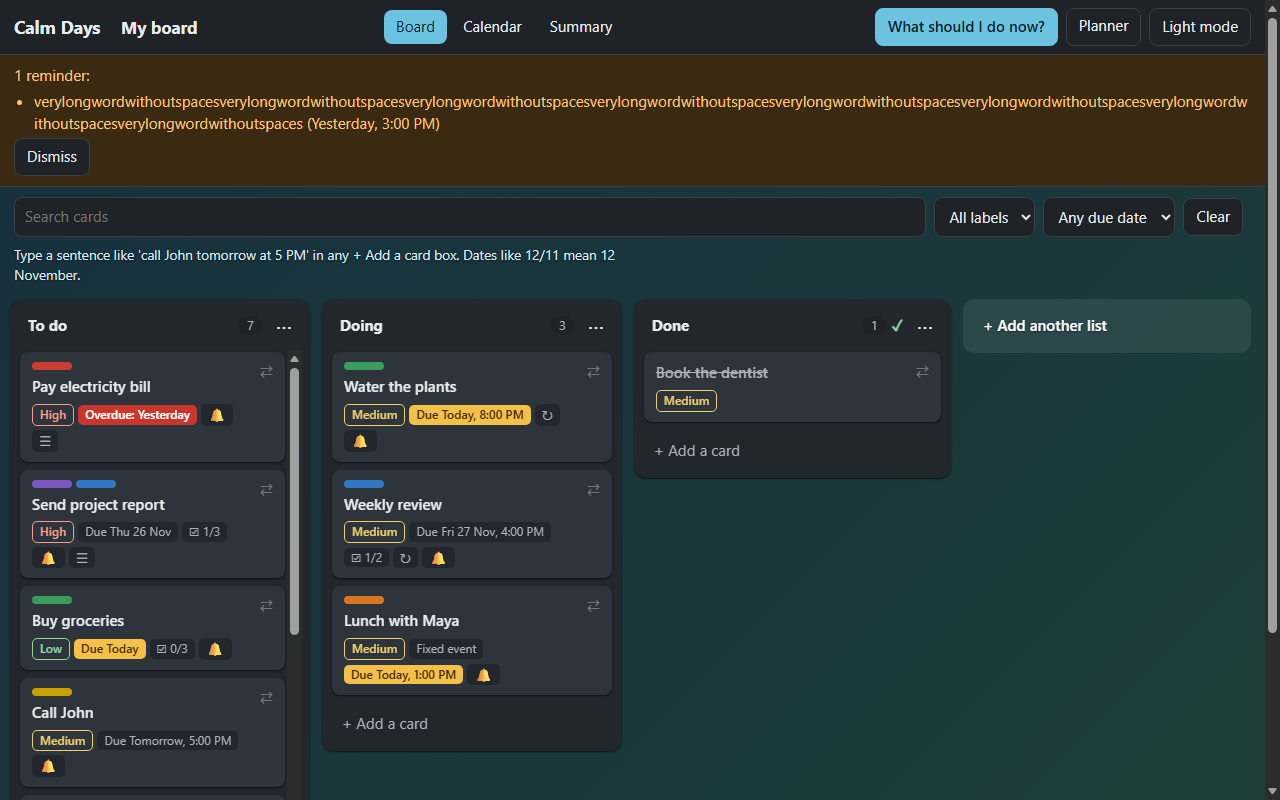 Calm Days My board Board Calendar Summary What should I do now? Planner Light mode
1 reminder:
• verylongwordwithoutspacesverylongwordwithoutspacesverylongwordwithoutspacesverylongwordwithoutspacesverylongwordwithoutspacesverylongwordwithoutspacesverylongwordw
ithoutspacesverylongwordwithoutspaces (Yesterday, 3:00 PM)
Dismiss
Search cards All labels Any due date Clear
Type a sentence like 'call John tomorrow at 5 PM' in any + Add a card box. Dates like 12/11 mean 12
November.
To do 7 ...
Pay electricity bill
High Overdue: Yesterday
Send project report
High Due Thu 26 Nov 1/3
Buy groceries
Low Due Today 0/3
Call John
Medium Due Tomorrow, 5:00 PM
Doing 3 ...
Water the plants
Medium Due Today, 8:00 PM
Weekly review
Medium Due Fri 27 Nov, 4:00 PM
1/2
Lunch with Maya
Medium Fixed event
Due Today, 1:00 PM
+ Add a card
Done 1 ✓ ...
Book the dentist
Medium
+ Add a card
+ Add another list